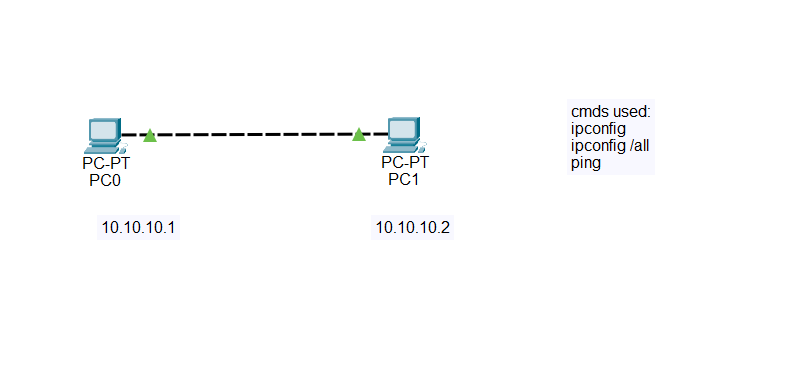 PC-PT
PC0
PC-PT
PC1
10.10.10.1
10.10.10.2
cmds used:
ipconfig
ipconfig /all
ping